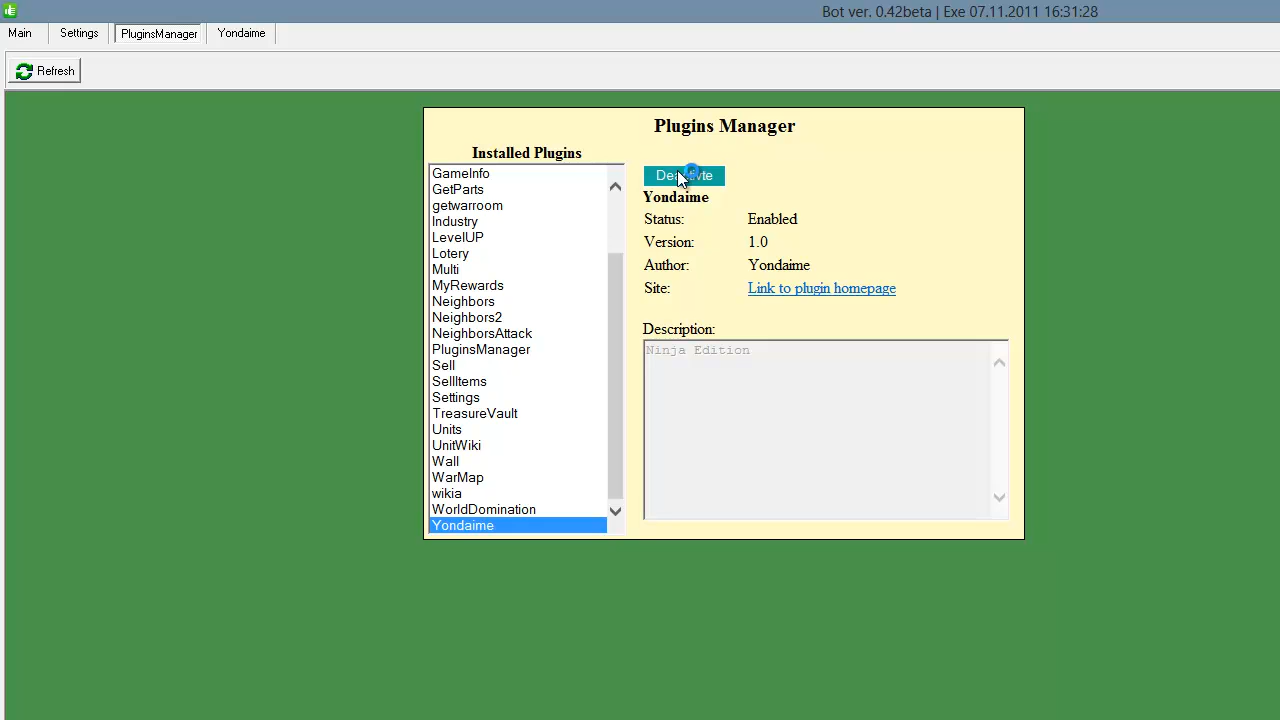 Bot ver. 0.42beta | Exe 07.11.2011 16:31:28
Main Settings PluginsManager Yondaime
Refresh
Plugins Manager
Installed Plugins
GameInfo
GetParts
getwarroom
Industry
LevelUP
Lotery
Multi
MyRewards
Neighbors
Neighbors2
NeighborsAttack
PluginsManager
Sell
SellItems
Settings
TreasureVault
Units
UnitWiki
Wall
WarMap
wikia
WorldDomination
Yondaime
Yondaime
Status: Enabled
Version: 1.0
Author: Yondaime
Site: Link to plugin homepage
Description:
Ninja Edition